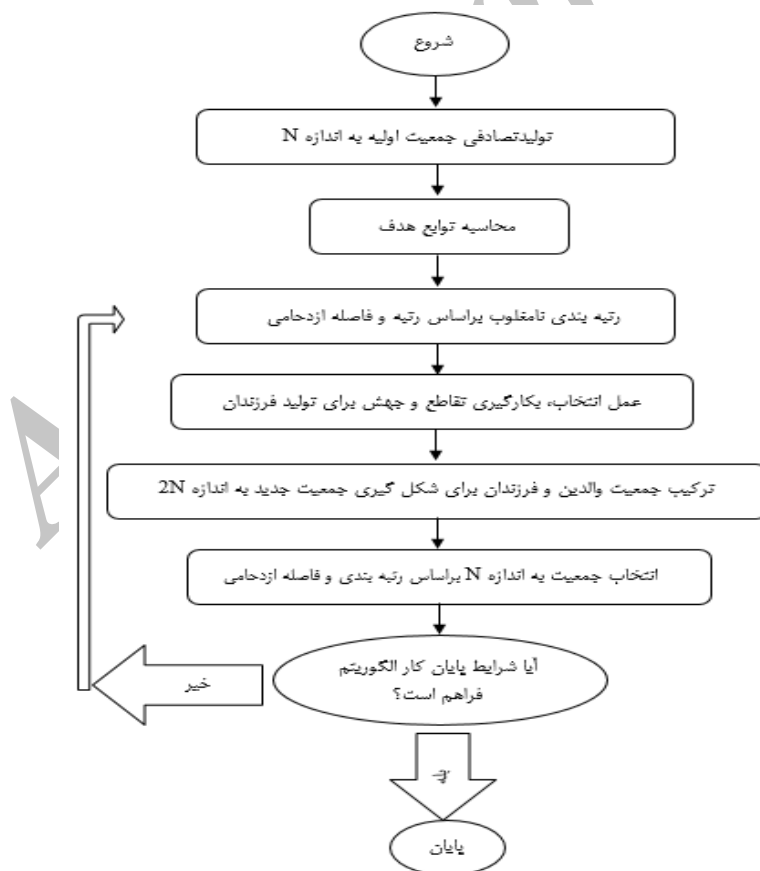 شروع
تولیدتصادفی جمعیت اولیه به اندازه N
محاسبه توابع هدف
رتبه بندی نامغلوب براساس رتبه و فاصله ازدحامی
عمل انتخاب، بکارگیری تقاطع و جهش برای تولید فرزندان
ترکیب جمعیت والدین و فرزندان برای شکل گیری جمعیت جدید به اندازه 2N
انتخاب جمعیت به اندازه N براساس رتبه بندی و فاصله ازدحامی
آیا شرایط پایان کار الگوریتم
فراهم است؟
خیر
بله
پایان